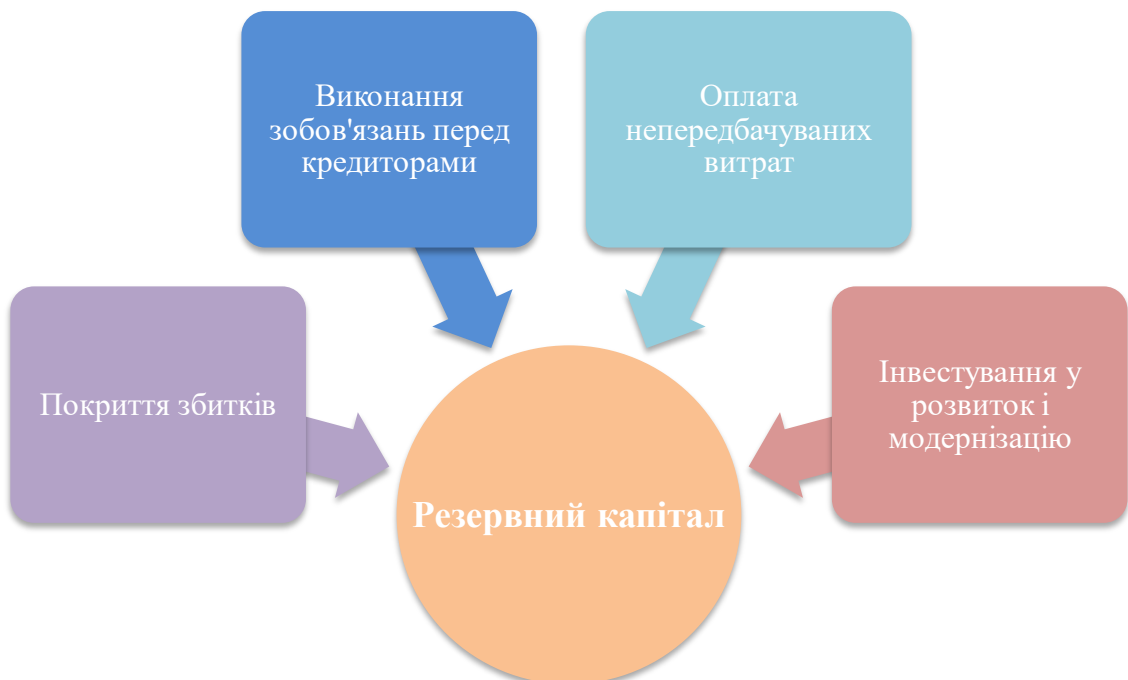 Виконання
зобов'язань перед
кредиторами
Оплата
непередбачуваних
витрат
Покриття збитків
Інвестування у
розвиток і
модернізацію
Резервний капітал